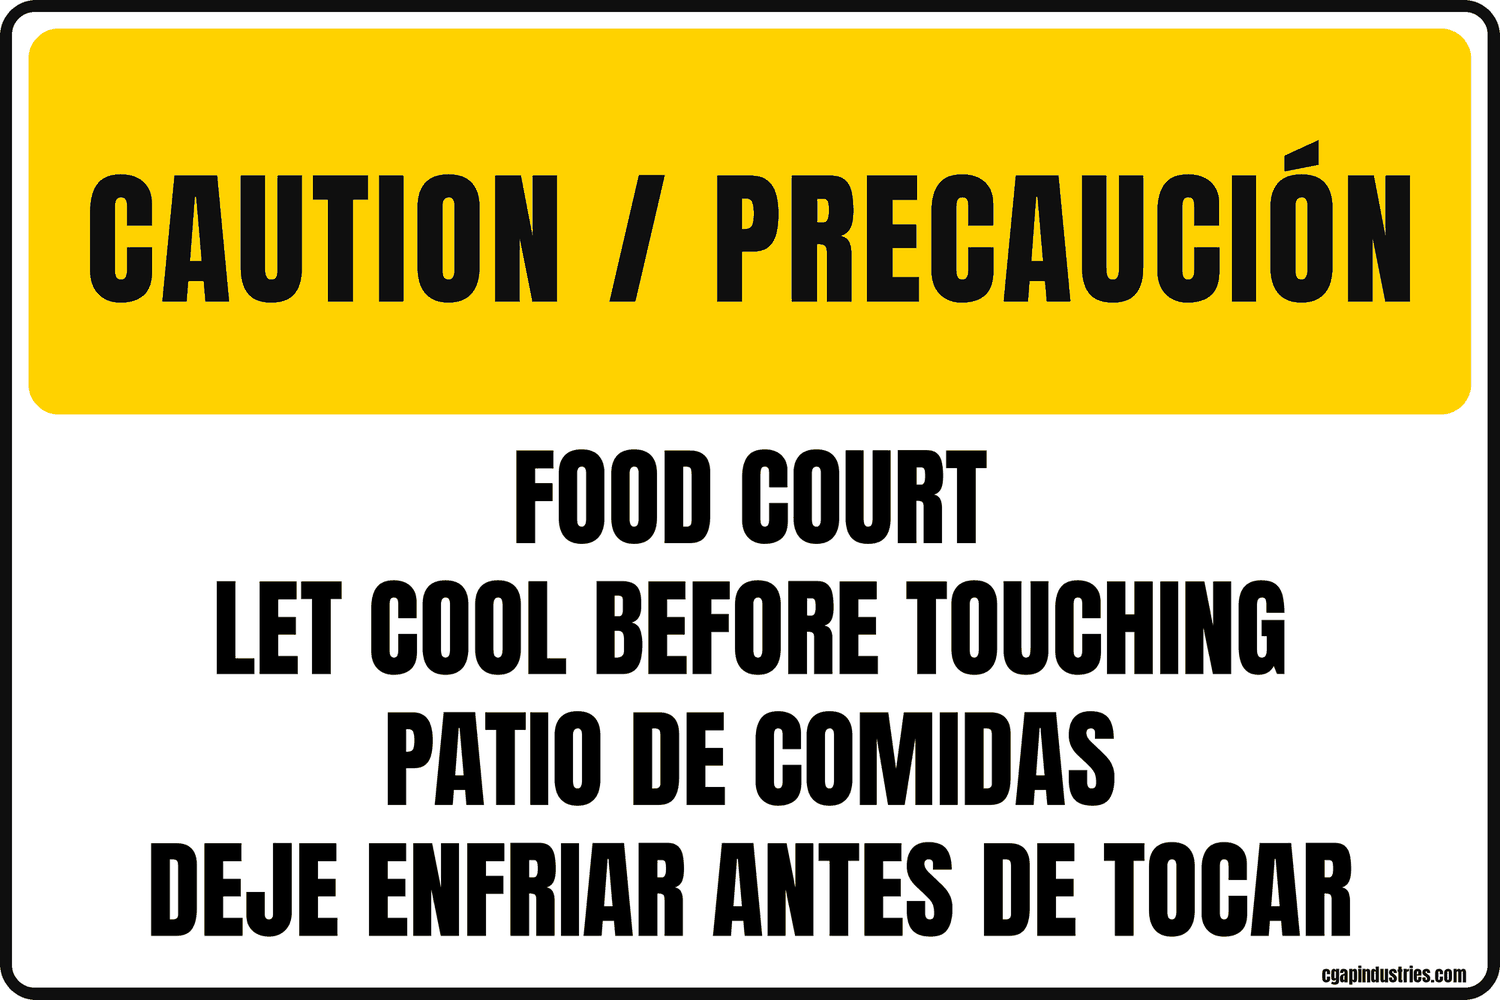 CAUTION / PRECAUCIÓN
FOOD COURT
LET COOL BEFORE TOUCHING
PATIO DE COMIDAS
DEJE ENFRIAR ANTES DE TOCAR
cgapindustries.com